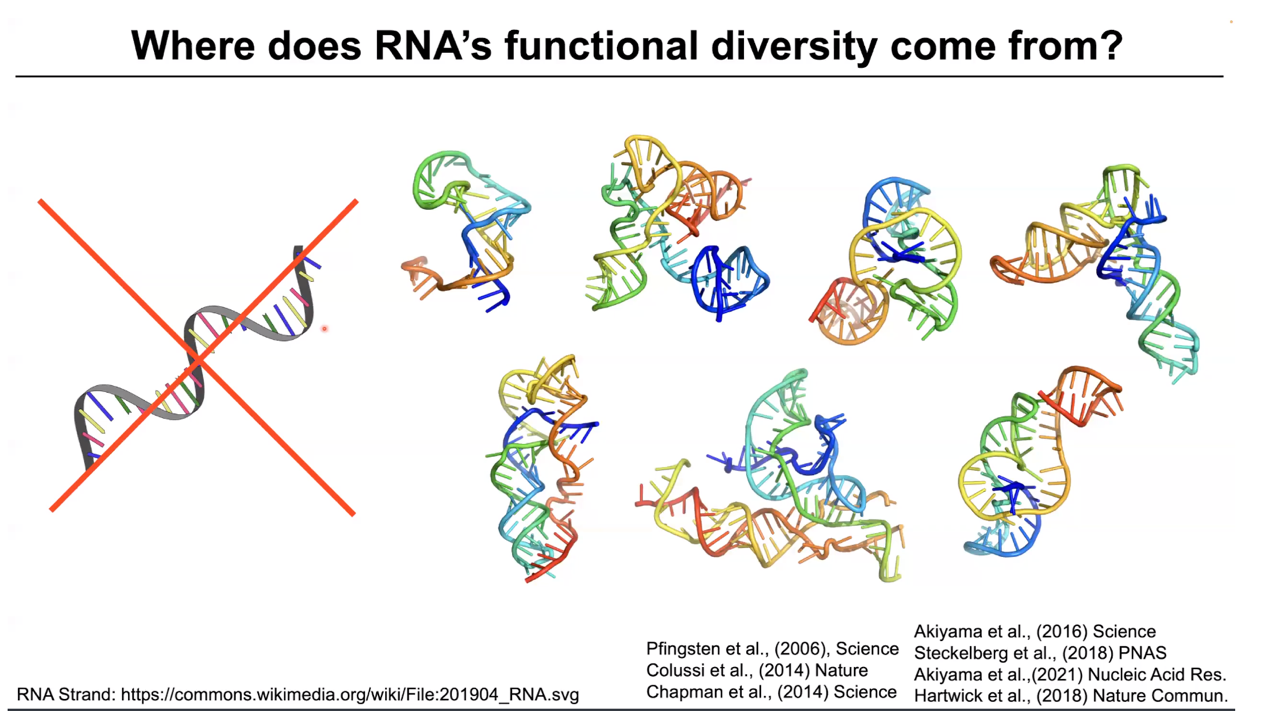 Where does RNA’s functional diversity come from?
Pfingsten et al., (2006), Science
Colussi et al., (2014) Nature
Chapman et al., (2014) Science
Akiyama et al., (2016) Science
Steckelberg et al., (2018) PNAS
Akiyama et al.,(2021) Nucleic Acid Res.
Hartwick et al., (2018) Nature Commun.
RNA Strand: https://commons.wikimedia.org/wiki/File:201904_RNA.svg